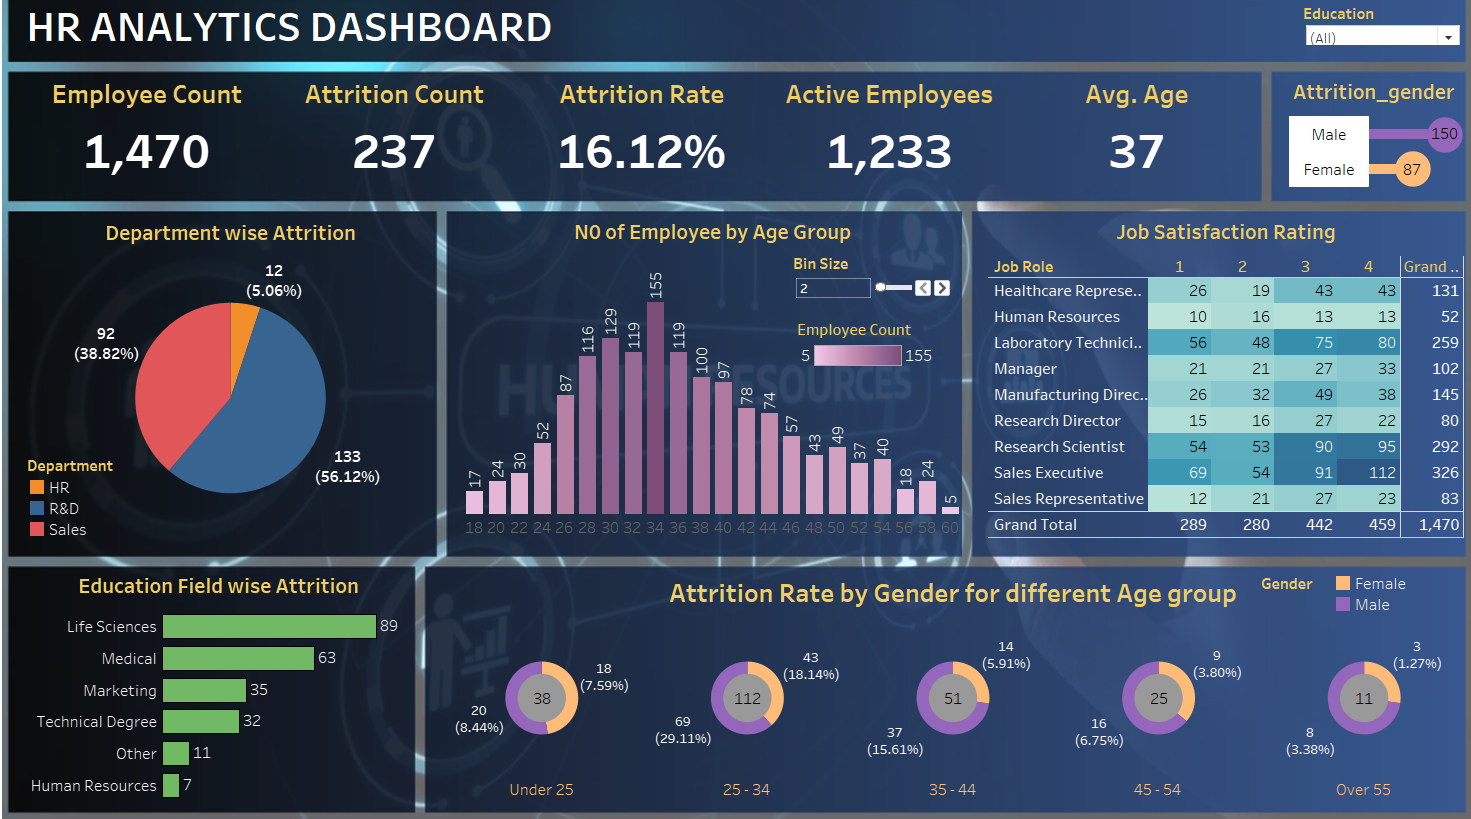 HR ANALYTICS DASHBOARD
Education
(All)
Employee Count
1,470
Attrition Count
237
Attrition Rate
16.12%
Active Employees
1,233
Avg. Age
37
Attrition_gender
Male 150
Female 87
Department wise Attrition
12
(5.06%)
92
(38.82%)
133
(56.12%)
Department
HR
R&D
Sales
N0 of Employee by Age Group
Bin Size
2
Employee Count
5 155
17 24 30 52 87 116 129 119 155 119 100 97 78 74 57 43 49 37 40 18 24 5
18 20 22 24 26 28 30 32 34 36 38 40 42 44 46 48 50 52 54 56 58 60
HUMAN RESOURCES
Job Satisfaction Rating
Job Role 1 2 3 4 Grand ..
Healthcare Represe.. 26 19 43 43 131
Human Resources 10 16 13 13 52
Laboratory Technici.. 56 48 75 80 259
Manager 21 21 27 33 102
Manufacturing Direc.. 26 32 49 38 145
Research Director 15 16 27 22 80
Research Scientist 54 53 90 95 292
Sales Executive 69 54 91 112 326
Sales Representative 12 21 27 23 83
Grand Total 289 280 442 459 1,470
Education Field wise Attrition
Life Sciences 89
Medical 63
Marketing 35
Technical Degree 32
Other 11
Human Resources 7
Attrition Rate by Gender for different Age group
Gender
Female
Male
18
(7.59%)
38
20
(8.44%)
Under 25
43
(18.14%)
112
69
(29.11%)
25 - 34
14
(5.91%)
51
37
(15.61%)
35 - 44
9
(3.80%)
25
16
(6.75%)
45 - 54
3
(1.27%)
11
8
(3.38%)
Over 55